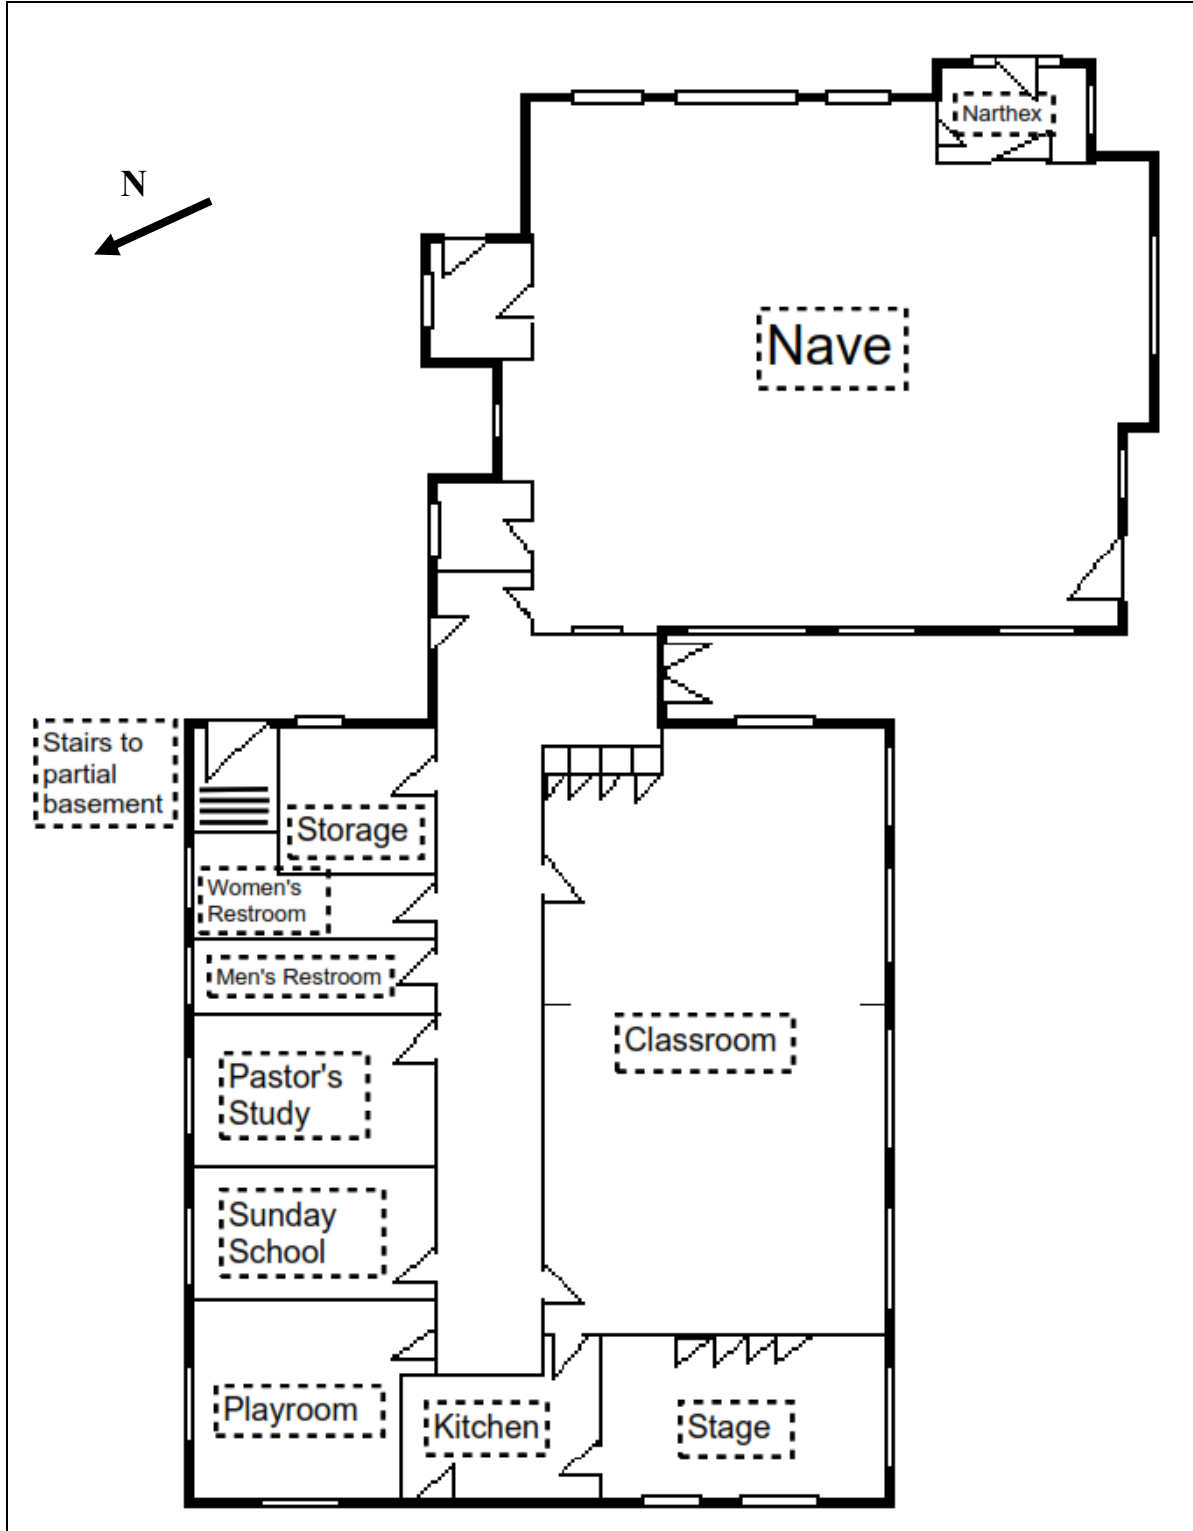 Narthex
N
Nave
Stairs to
partial
basement
Storage
Women's
Restroom
Men's Restroom
Classroom
Pastor's
Study
Sunday
School
Playroom
Kitchen
Stage